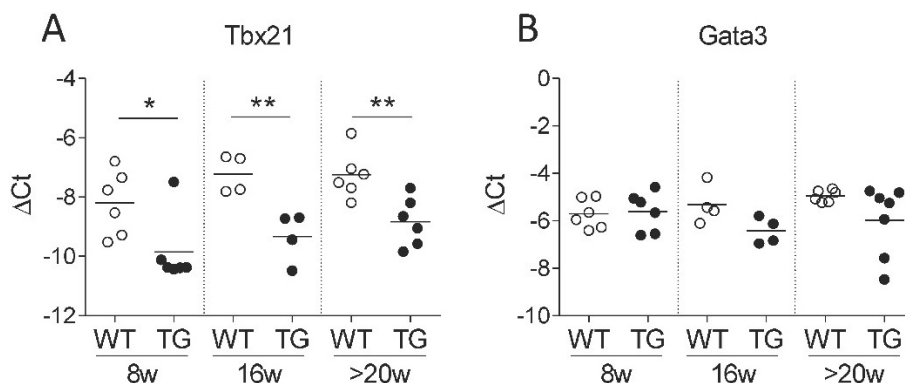 A
Tbx21
ΔCt
-4
-6
-8
-10
-12
*
**
**
WT TG WT TG WT TG
8w 16w >20w
B
Gata3
ΔCt
0
-2
-4
-6
-8
-10
WT TG WT TG WT TG
8w 16w >20w